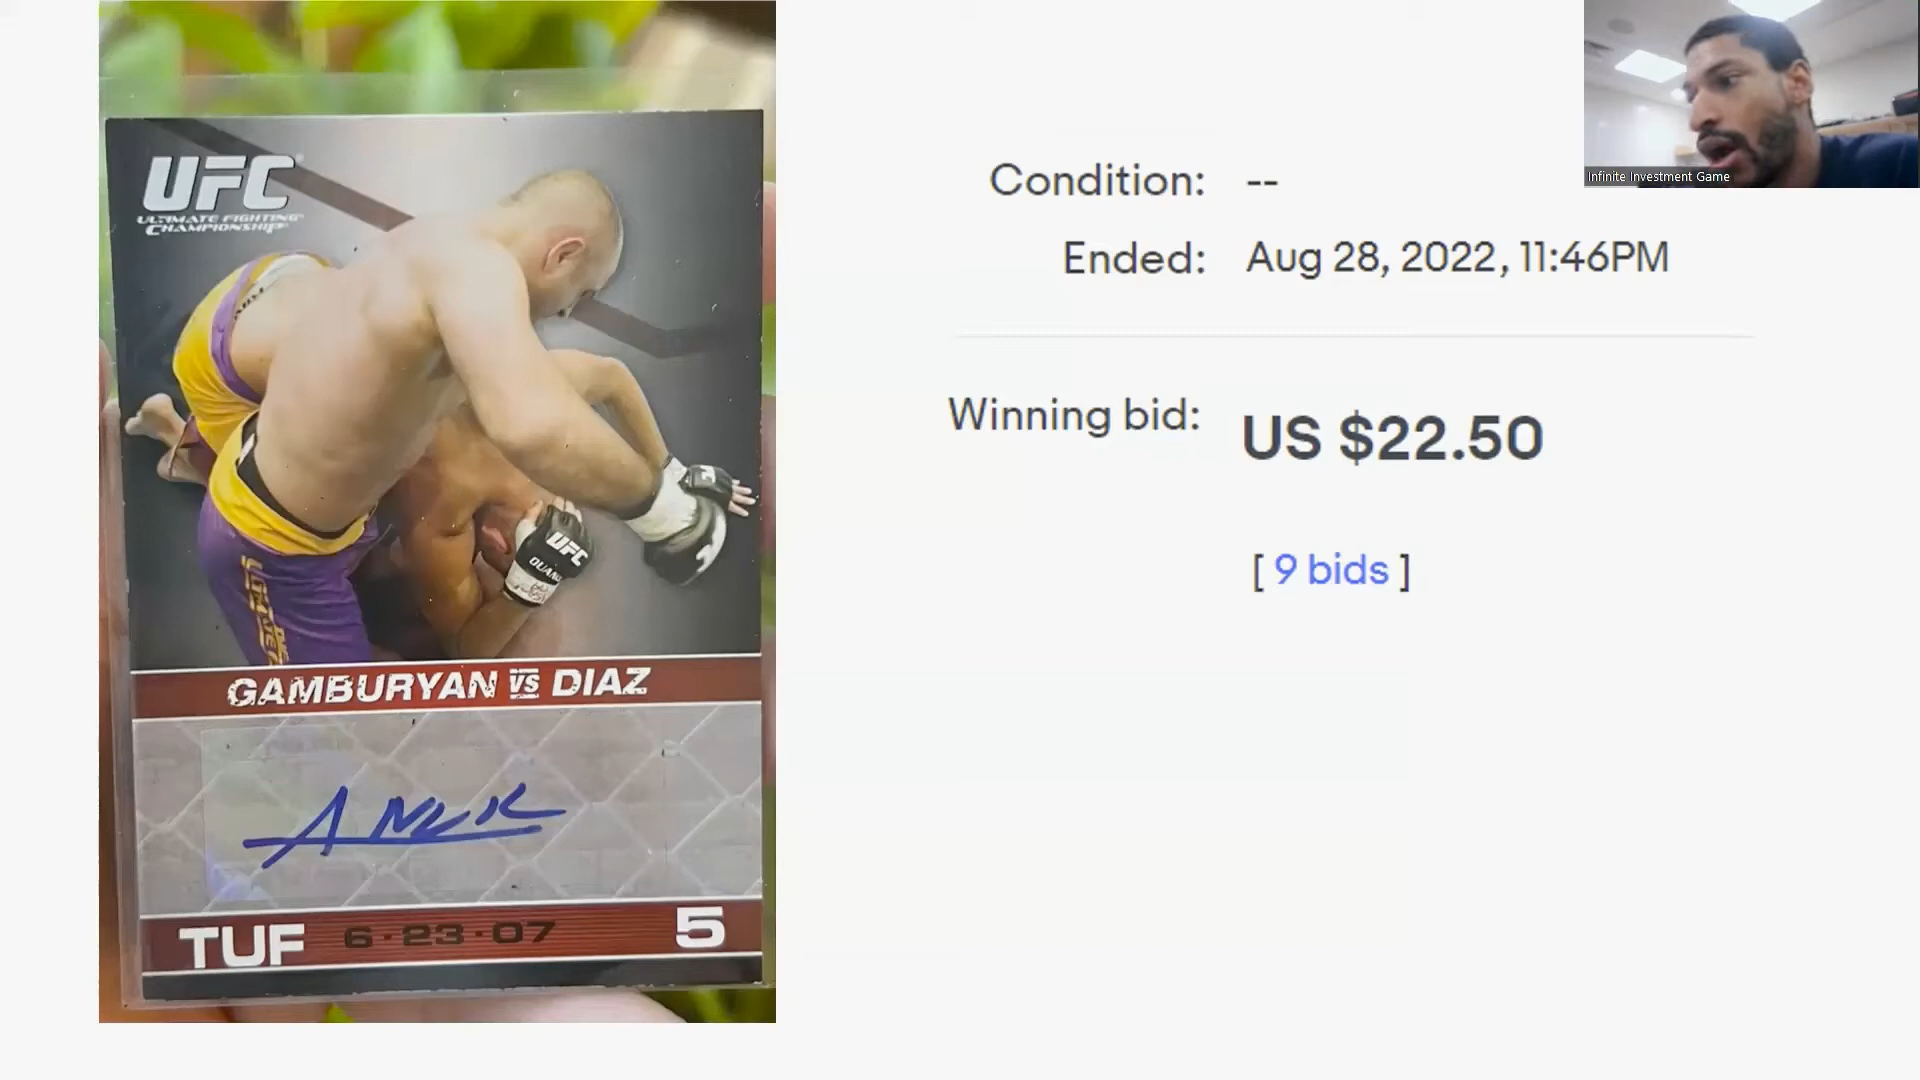 UFC
ULTIMATE FIGHTING
CHAMPIONSHIP
UFC
GAMBURYAN VS DIAZ
TUF 6·23·07 5
Condition: --
Ended: Aug 28, 2022, 11:46PM
Winning bid: US $22.50
[ 9 bids ]
Infinite Investment Game